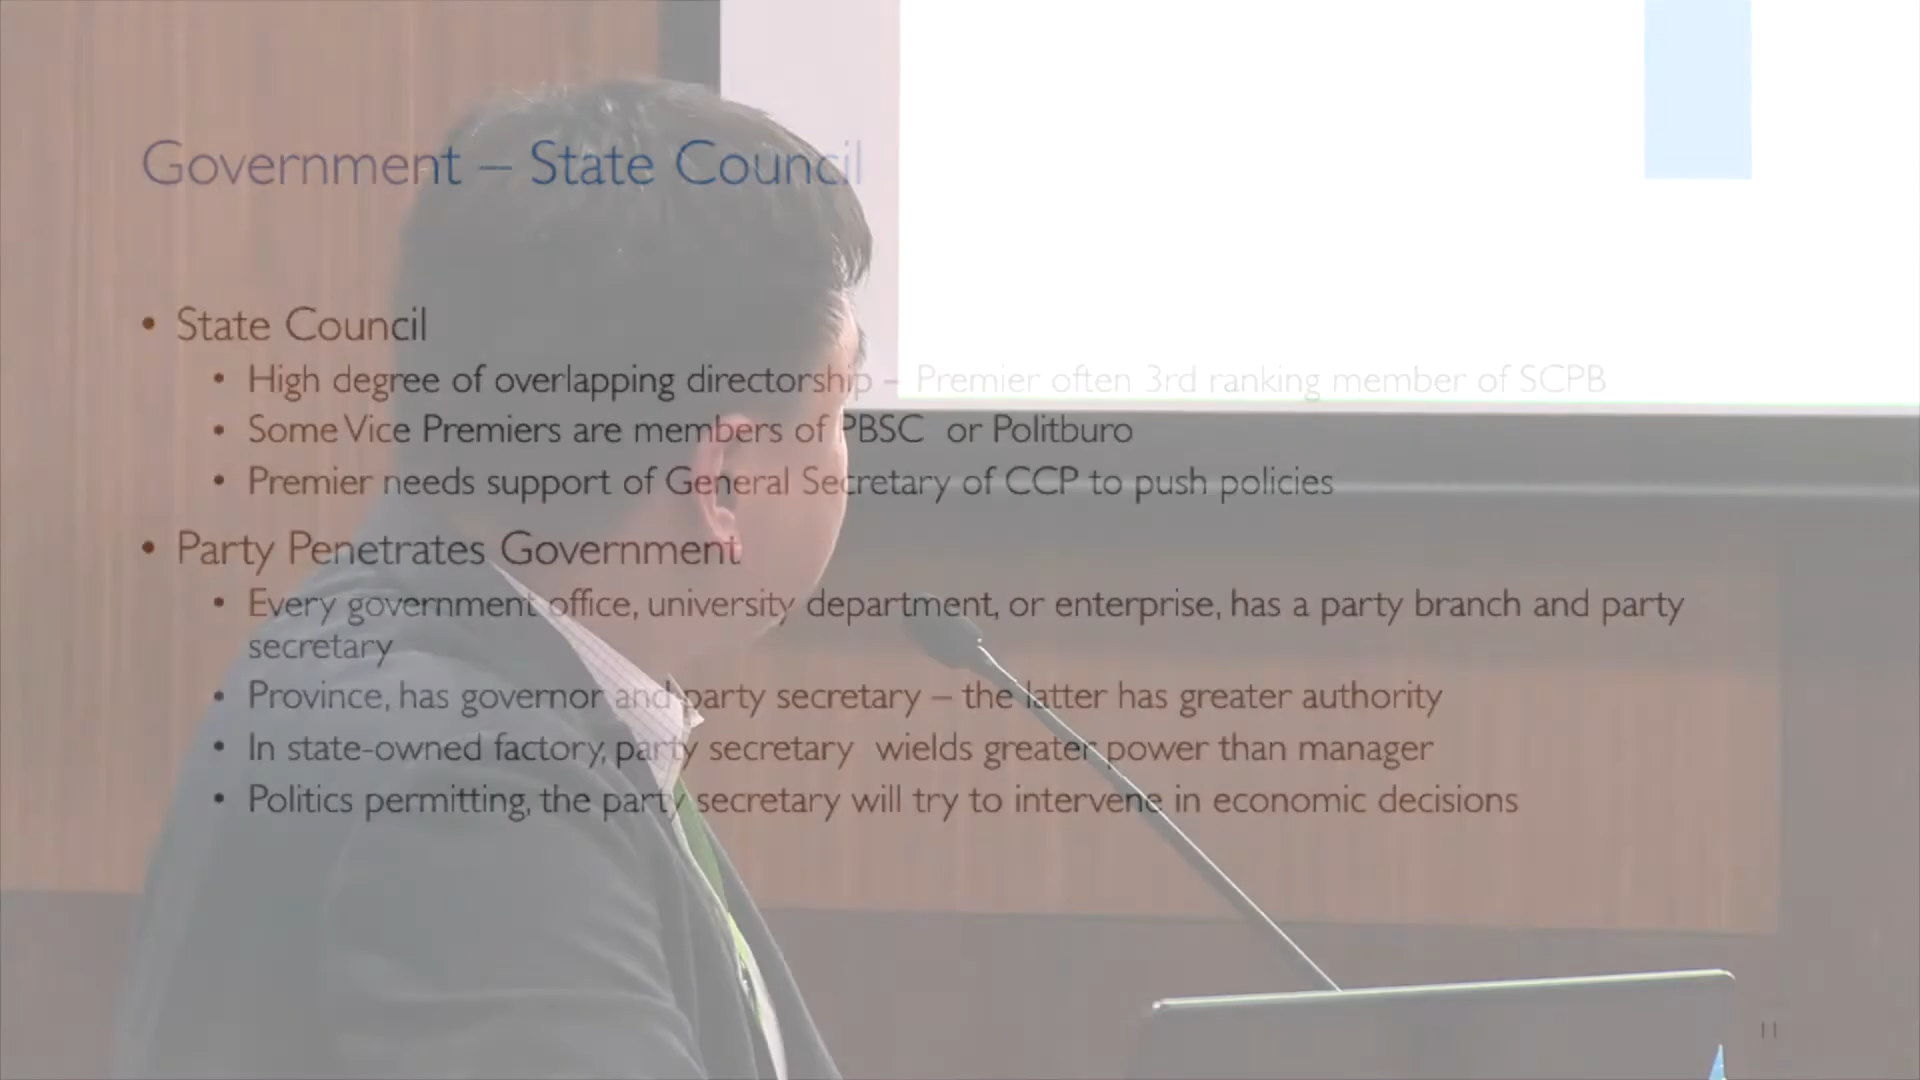 Government – State Council
• State Council
• High degree of overlapping directorship – Premier often 3rd ranking member of SCPB
• Some Vice Premiers are members of PBSC or Politburo
• Premier needs support of General Secretary of CCP to push policies
• Party Penetrates Government
• Every government office, university department, or enterprise, has a party branch and party
secretary
• Province, has governor and party secretary – the latter has greater authority
• In state-owned factory, party secretary wields greater power than manager
• Politics permitting, the party secretary will try to intervene in economic decisions
11